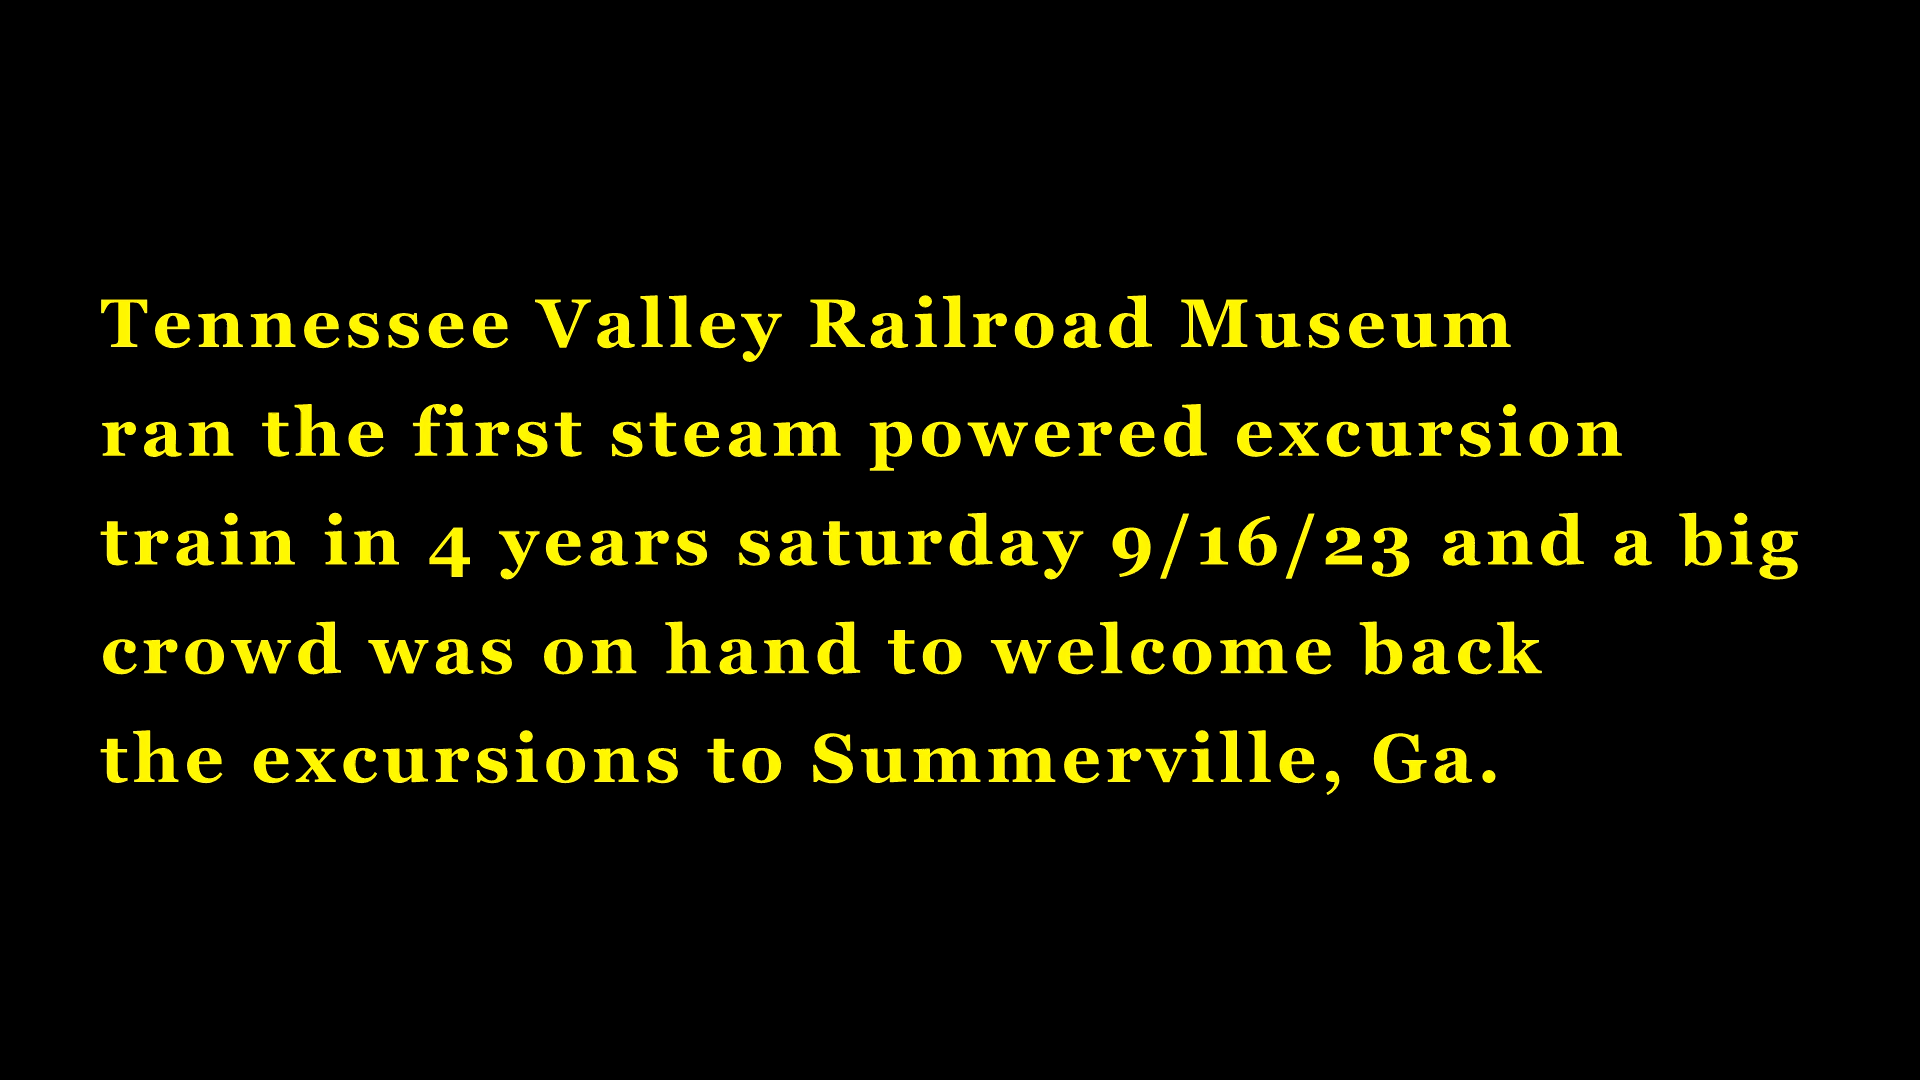 Tennessee Valley Railroad Museum
ran the first steam powered excursion
train in 4 years saturday 9/16/23 and a big
crowd was on hand to welcome back
the excursions to Summerville, Ga.